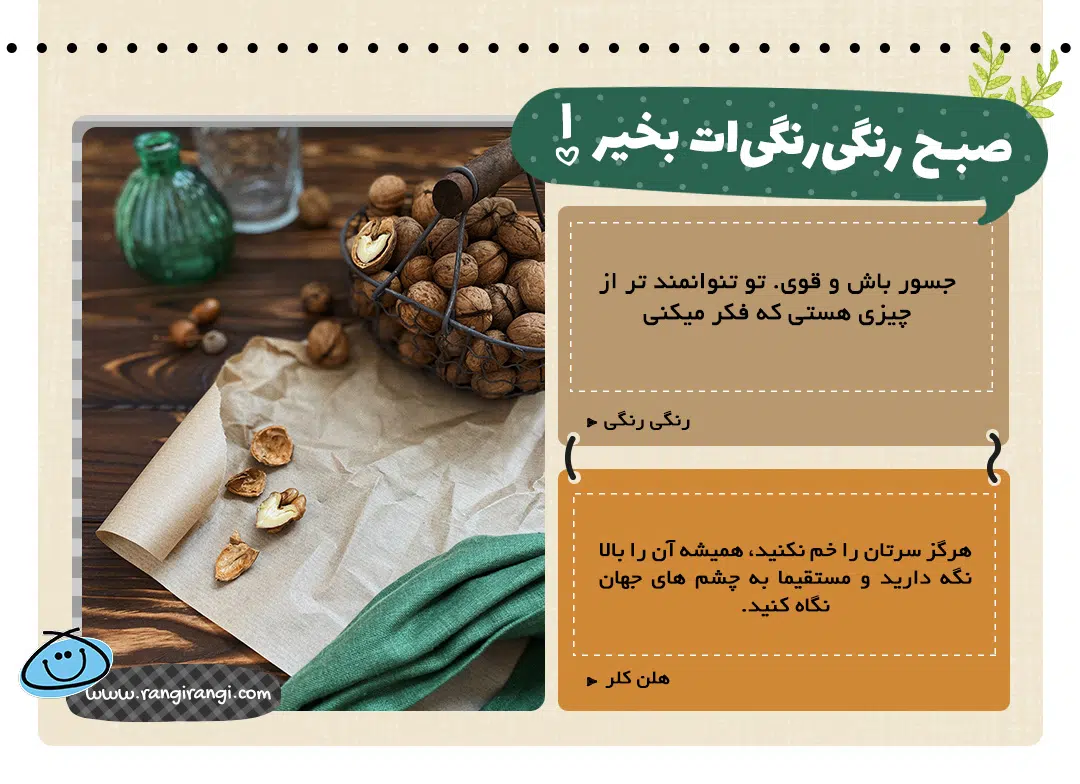 صبح رنگی‌رنگی‌ات بخیر !
جسور باش و قوی. تو تنوانمند تر از
چیزی هستی که فکر میکنی
رنگی رنگی
هرگز سرتان را خم نکنید، همیشه آن را بالا
نگه دارید و مستقیما به چشم های جهان
نگاه کنید.
هلن کلر
www.rangirangi.com